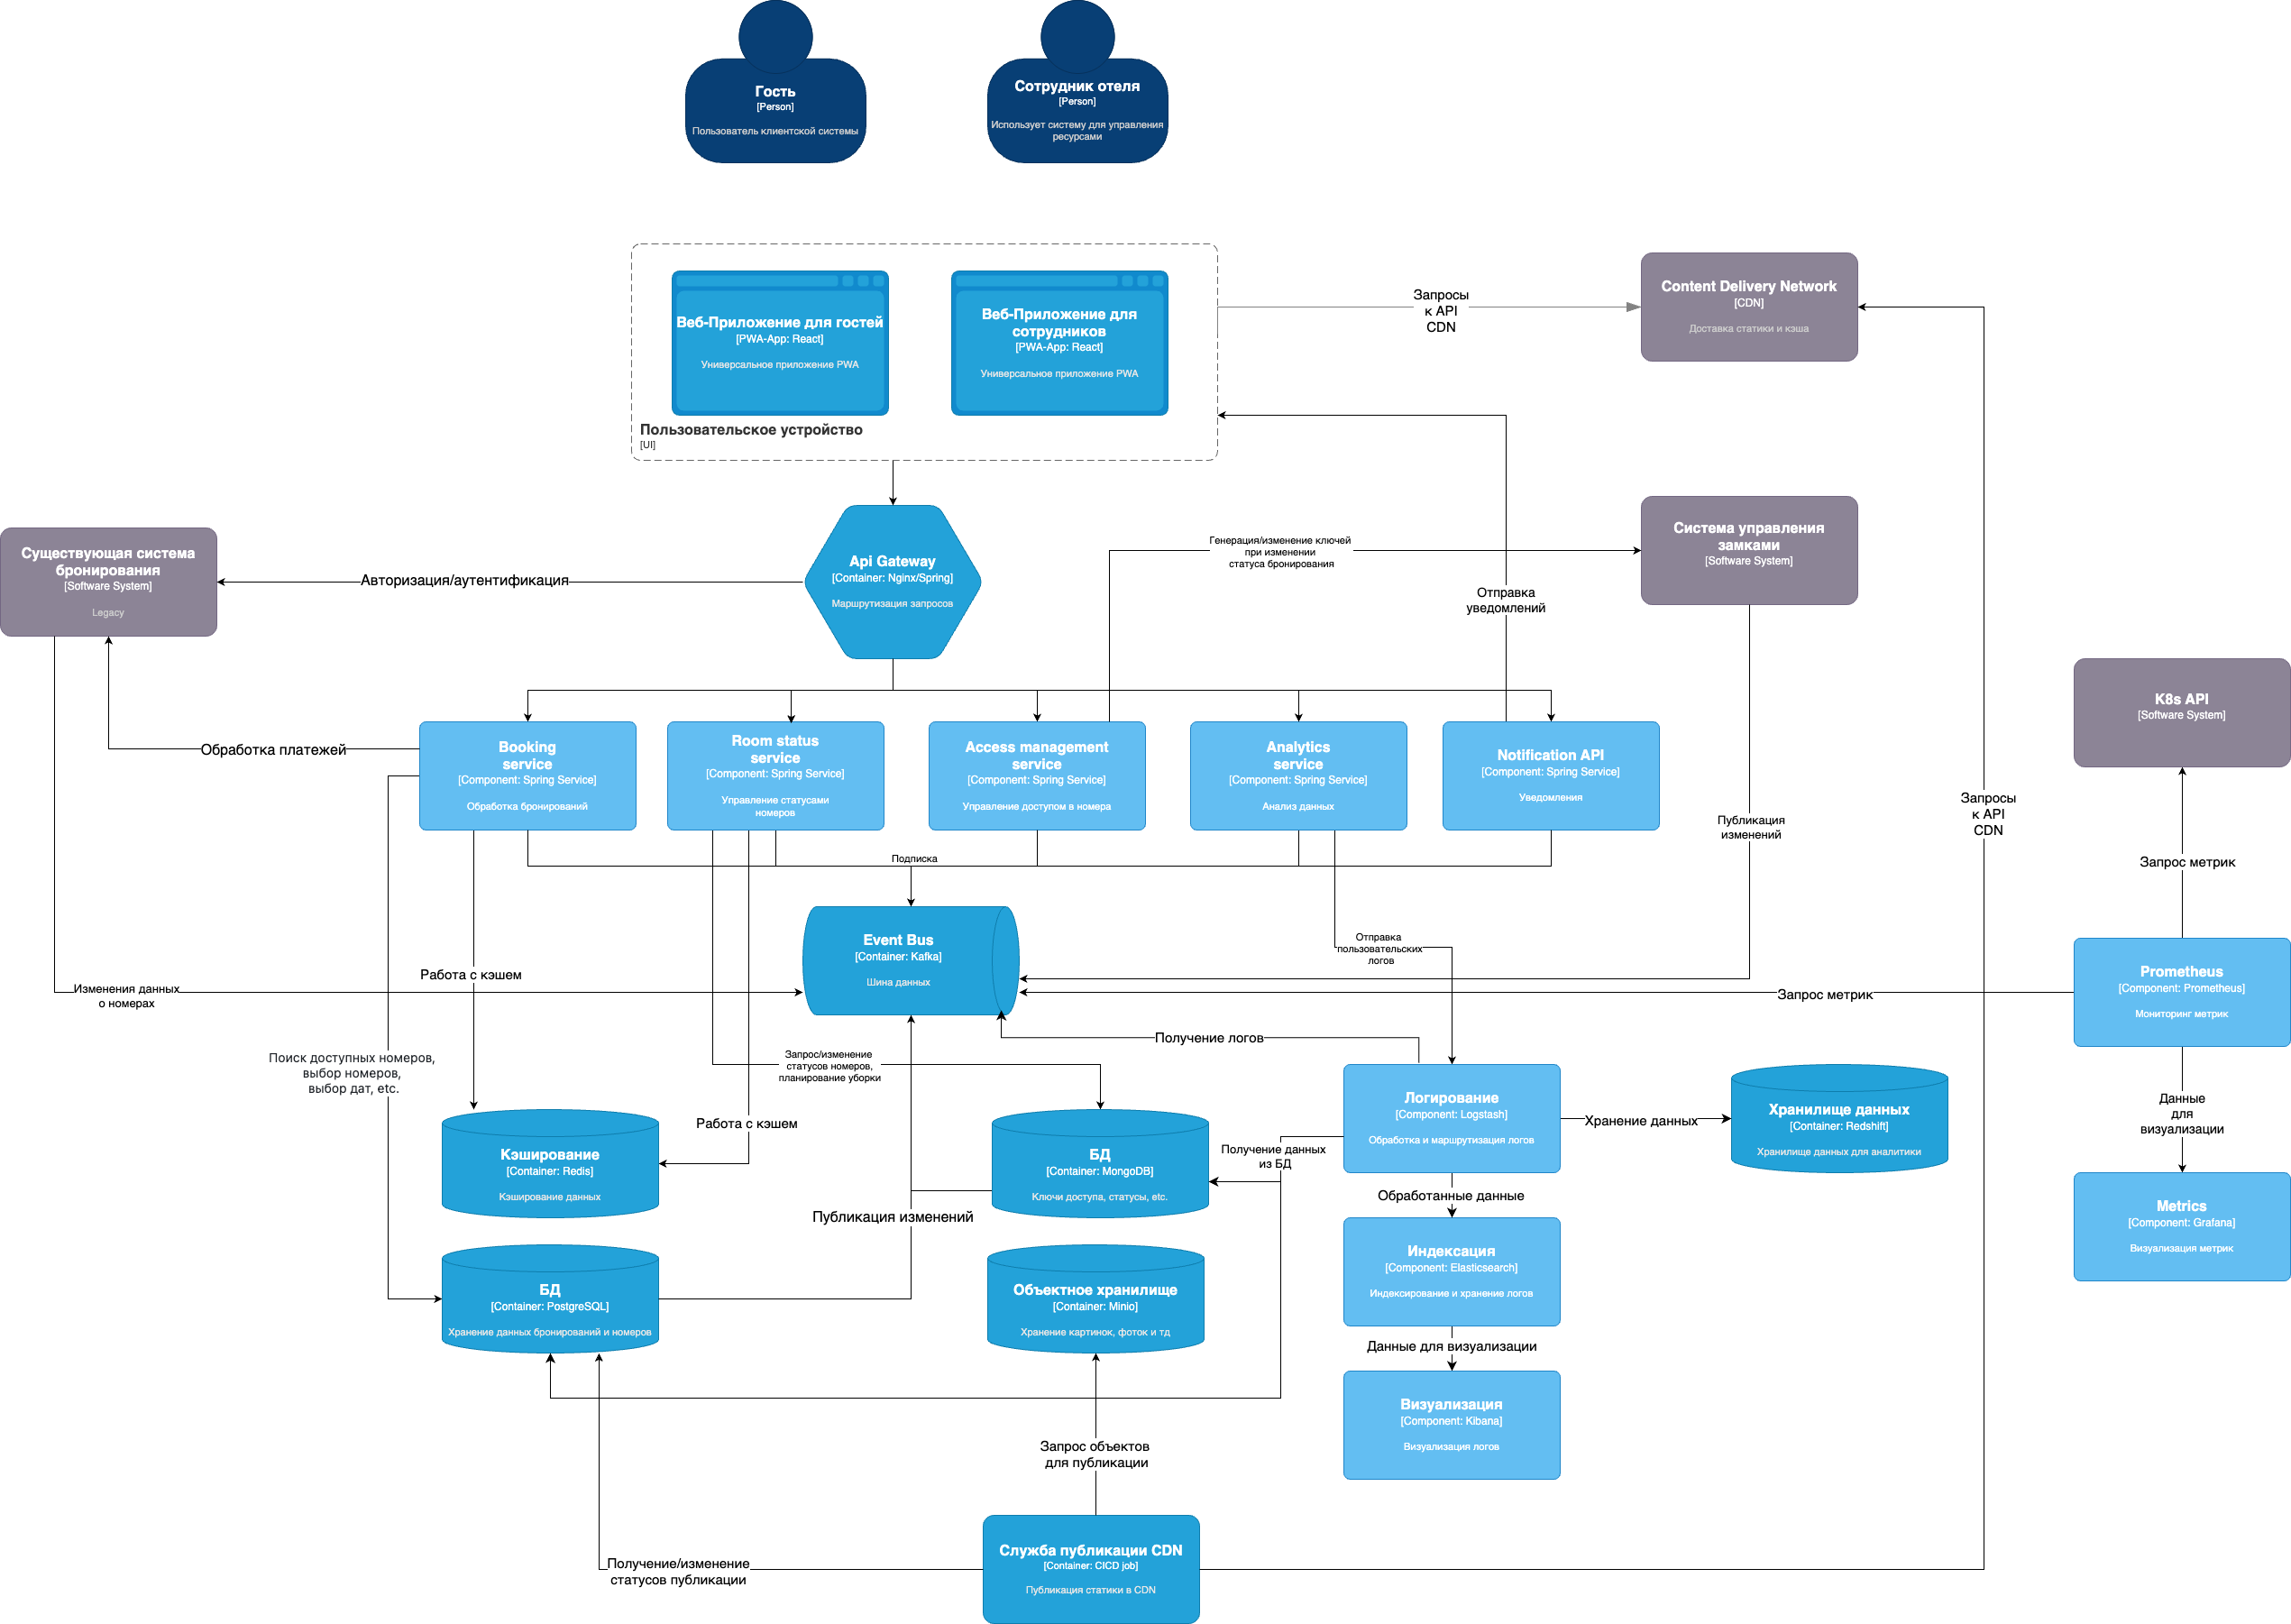 Гость
[Person]
Пользователь клиентской системы
Сотрудник отеля
[Person]
Использует систему для управления
ресурсами
Веб-Приложение для гостей
[PWA-App: React]
Универсальное приложение PWA
Веб-Приложение для
сотрудников
[PWA-App: React]
Универсальное приложение PWA
Пользовательское устройство
[UI]
Запросы
к API
CDN
Content Delivery Network
[CDN]
Доставка статики и кэша
Существующая система
бронирования
[Software System]
Legacy
Авторизация/аутентификация
Api Gateway
[Container: Nginx/Spring]
Маршрутизация запросов
Генерация/изменение ключей
при изменении
статуса бронирования
Отправка
уведомлений
Система управления
замками
[Software System]
K8s API
[Software System]
Обработка платежей
Booking
service
[Component: Spring Service]
Обработка бронирований
Room status
service
[Component: Spring Service]
Управление статусами
номеров
Access management
service
[Component: Spring Service]
Управление доступом в номера
Analytics
service
[Component: Spring Service]
Анализ данных
Notification API
[Component: Spring Service]
Уведомления
Публикация
изменений
Запросы
к API
CDN
Запрос метрик
Подписка
Event Bus
[Container: Kafka]
Шина данных
Отправка
пользовательских
логов
Prometheus
[Component: Prometheus]
Мониторинг метрик
Изменения данных
о номерах
Работа с кэшем
Запрос метрик
Получение логов
Поиск доступных номеров,
выбор номеров,
выбор дат, etc.
Запрос/изменение
статусов номеров,
планирование уборки
Работа с кэшем
Логирование
[Component: Logstash]
Обработка и маршрутизация логов
Хранение данных
Хранилище данных
[Container: Redshift]
Хранилище данных для аналитики
Данные
для
визуализации
Кэширование
[Container: Redis]
Кэширование данных
БД
[Container: MongoDB]
Ключи доступа, статусы, etc.
Получение данных
из БД
Обработанные данные
Публикация изменений
Metrics
[Component: Grafana]
Визуализация метрик
БД
[Container: PostgreSQL]
Хранение данных бронирований и номеров
Объектное хранилище
[Container: Minio]
Хранение картинок, фоток и тд
Индексация
[Component: Elasticsearch]
Индексирование и хранение логов
Данные для визуализации
Визуализация
[Component: Kibana]
Визуализация логов
Запрос объектов
для публикации
Получение/изменение
статусов публикации
Служба публикации CDN
[Container: CICD job]
Публикация статики в CDN